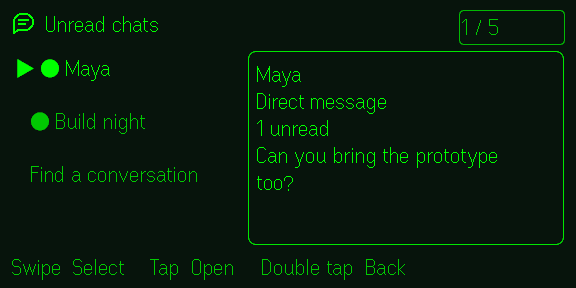 Unread chats
1 / 5
Maya
Build night
Find a conversation
Maya
Direct message
1 unread
Can you bring the prototype
too?
Swipe Select Tap Open Double tap Back